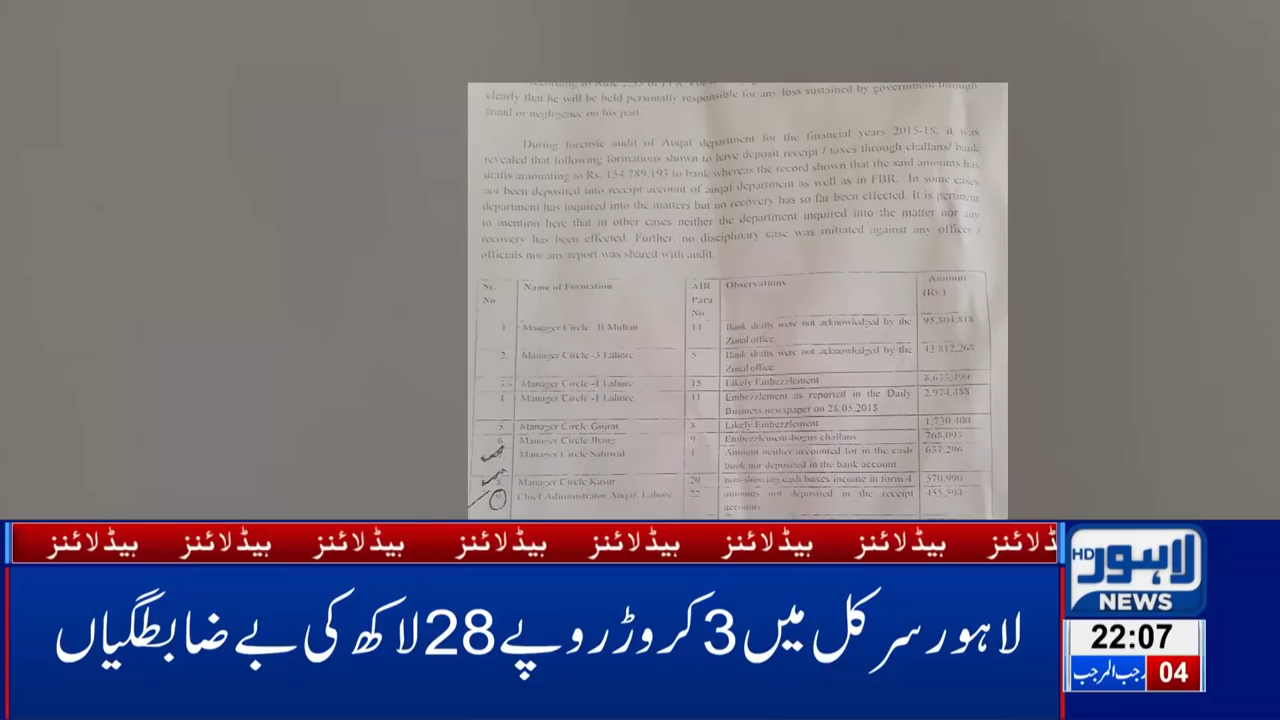 clearly that he will be held personally responsible for any loss sustained by government through
fraud or negligence on his part.
During forensic audit of Auqaf department for the financial years 2015-18, it was
revealed that following formations shown to have deposit receipt / taxes through challans/ bank
drafts amounting to Rs. 154,789,193 to bank whereas the record shown that the said amounts has
not been deposited into receipt account of auqaf department as well as in FBR. In some cases
department has inquired into the matters but no recovery has so far been effected. It is pertinent
to mention here that in other cases neither the department inquired into the matter nor any
recovery has been effected. Further, no disciplinary case was initiated against any officer /
officials nor any report was shared with audit.
Sr. No Name of Formation AIR Para No Observations Amount (Rs.)
1. Manager Circle -II Multan 14 Bank drafts were not acknowledged by the 95,804,818
Zonal office
2. Manager Circle -3 Lahore 5 Bank drafts were not acknowledged by the 42,812,268
Zonal office
Manager Circle -4 Lahore 15 Likely Embezzlement
4. Manager Circle -1 Lahore 11 Embezzlement as reported in the Daily 2,974,488
Business newspaper on 28.05.2018
5. Manager Circle Gujrat 8 Likely Embezzlement 1,730,400
6. Manager Circle Jhang 9 Embezzlement-bogus challans
Manager Circle Sahiwal 1 Amount neither accounted for in the cash 637,296
book nor deposited in the bank account
8 Manager Circle Kasur 20 non-showing cash boxes income in form 4 570,990
Chief Administrator Auqaf, Lahore 22 amounts not deposited in the receipt
accounts
ہیڈلائنز ہیڈلائنز ہیڈلائنز ہیڈلائنز ہیڈلائنز ہیڈلائنز ہیڈلائنز ڈلائنز
لاہور HD
NEWS
لاہور سرکل میں 3 کروڑ روپے 28 لاکھ کی بے ضابطگیاں
22:07
04 رجب المرجب